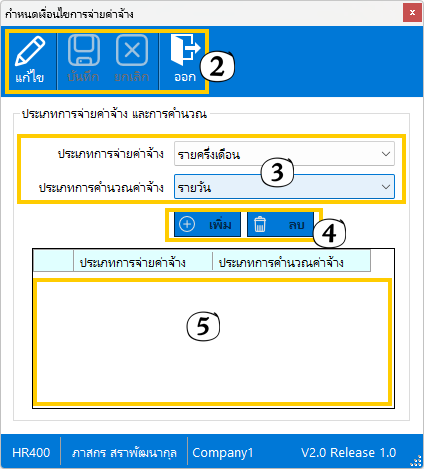 กำหนดเงื่อนไขการจ่ายค่าจ้าง
แก้ไข บันทึก ยกเลิก ออก 2
ประเภทการจ่ายค่าจ้าง และการคำนวณ
ประเภทการจ่ายค่าจ้าง รายครึ่งเดือน
3
ประเภทการคำนวณค่าจ้าง รายวัน
เพิ่ม ลบ 4
ประเภทการจ่ายค่าจ้าง ประเภทการคำนวณค่าจ้าง
5
HR400 ภาสกร สราพัฒนากุล Company1 V2.0 Release 1.0